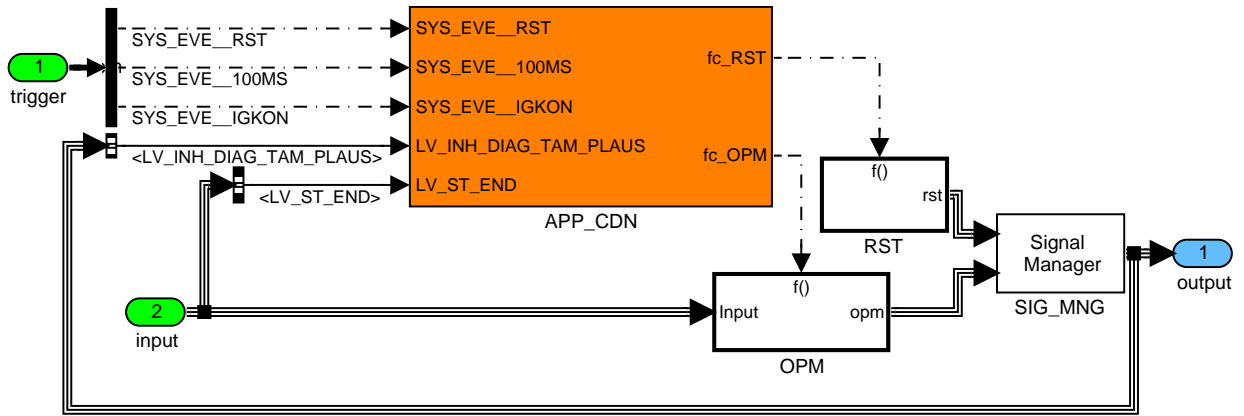 1
trigger
SYS_EVE__RST
SYS_EVE__100MS
SYS_EVE__IGKON
<LV_INH_DIAG_TAM_PLAUS>
<LV_ST_END>
SYS_EVE__RST
SYS_EVE__100MS
SYS_EVE__IGKON
LV_INH_DIAG_TAM_PLAUS
LV_ST_END
fc_RST
fc_OPM
APP_CDN
f()
rst
RST
Signal
Manager
SIG_MNG
1
output
2
input
f()
Input
opm
OPM